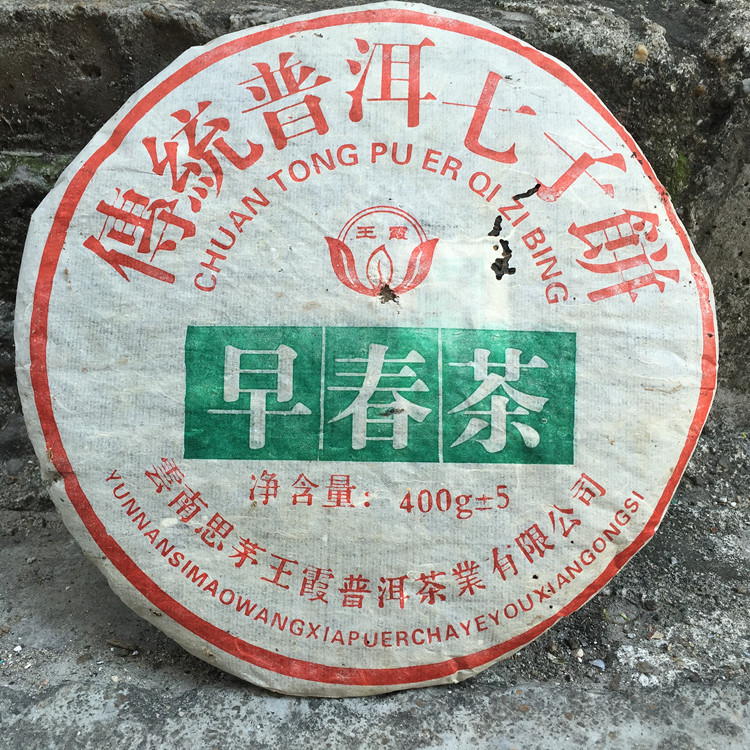 傳統普洱七子餅
CHUAN TONG PU ER QI ZI BING
王霞
早春茶
净含量：400g±5
雲南思茅王霞普洱茶業有限公司
YUNNANSIMAOWANGXIAPUERCHAYEYOUXIANGONGSI